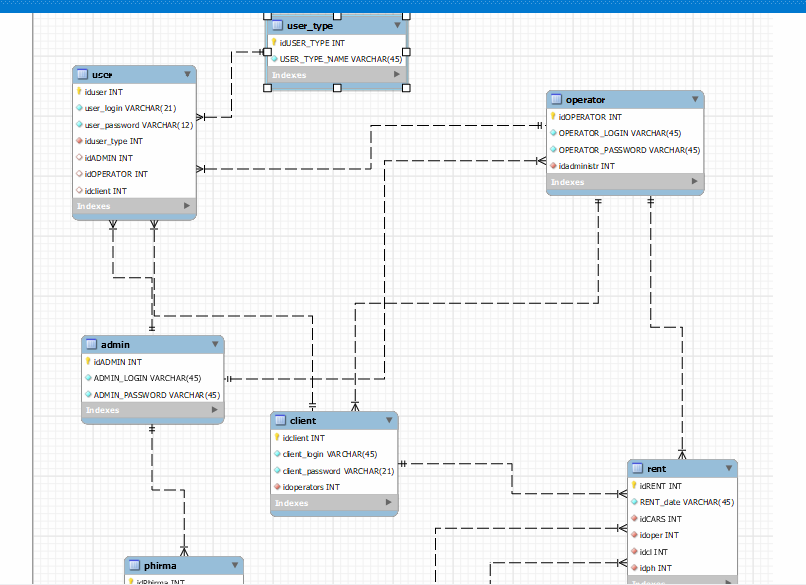 user_type
idUSER_TYPE INT
USER_TYPE_NAME VARCHAR(45)
Indexes
user
iduser INT
user_login VARCHAR(21)
user_password VARCHAR(12)
iduser_type INT
idADMIN INT
idOPERATOR INT
idclient INT
Indexes
operator
idOPERATOR INT
OPERATOR_LOGIN VARCHAR(45)
OPERATOR_PASSWORD VARCHAR(45)
idadministr INT
Indexes
admin
idADMIN INT
ADMIN_LOGIN VARCHAR(45)
ADMIN_PASSWORD VARCHAR(45)
Indexes
client
idclient INT
client_login VARCHAR(45)
client_password VARCHAR(21)
idoperators INT
Indexes
rent
idRENT INT
RENT_date VARCHAR(45)
idCARS INT
idoper INT
idcl INT
idph INT
Indexes
phirma
idPhirma INT